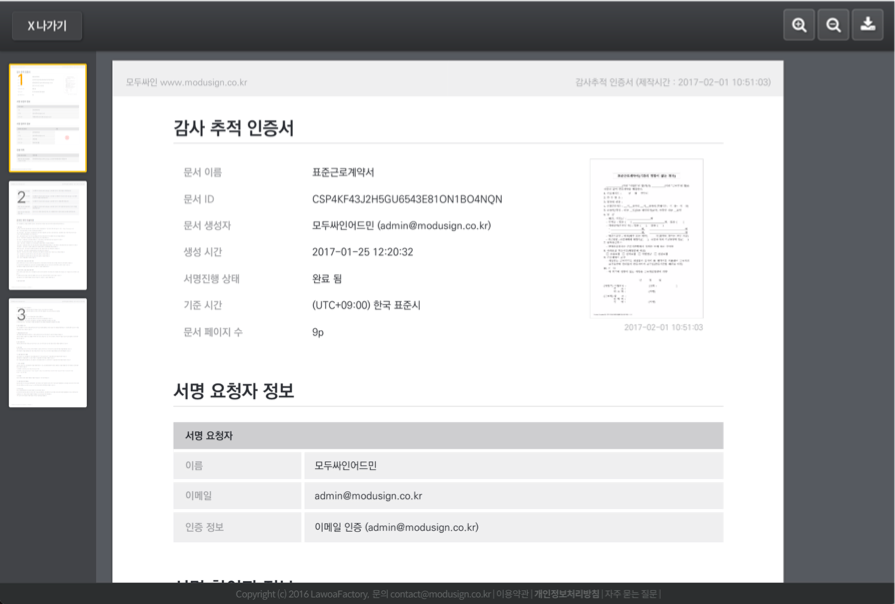 X 나가기
1
2
3
모두싸인 www.modusign.co.kr
감사추적 인증서 (제작시간 : 2017-02-01 10:51:03)
감사 추적 인증서
문서 이름 표준근로계약서
문서 ID CSP4KF43J2H5GU6543E81ON1BO4NQN
문서 생성자 모두싸인어드민 (admin@modusign.co.kr)
생성 시간 2017-01-25 12:20:32
서명진행 상태 완료 됨
기준 시간 (UTC+09:00) 한국 표준시
문서 페이지 수 9p
2017-02-01 10:51:03
서명 요청자 정보
서명 요청자
이름 모두싸인어드민
이메일 admin@modusign.co.kr
인증 정보 이메일 인증 (admin@modusign.co.kr)
Copyright (c) 2016 LawoaFactory, 문의 contact@modusign.co.kr | 이용약관 | 개인정보처리방침 | 자주 묻는 질문 |